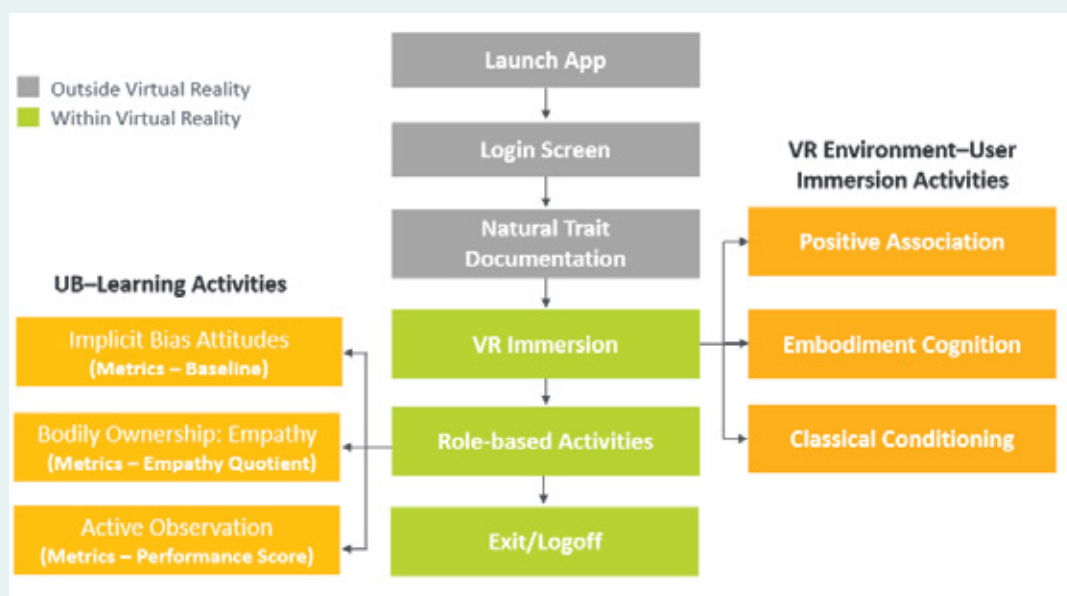 Launch App
Outside Virtual Reality
Within Virtual Reality
Login Screen
VR Environment–User
Immersion Activities
Natural Trait
Documentation
Positive Association
UB–Learning Activities
Implicit Bias Attitudes
(Metrics – Baseline)
VR Immersion
Embodiment Cognition
Bodily Ownership: Empathy
(Metrics – Empathy Quotient)
Role-based Activities
Classical Conditioning
Active Observation
(Metrics – Performance Score)
Exit/Logoff